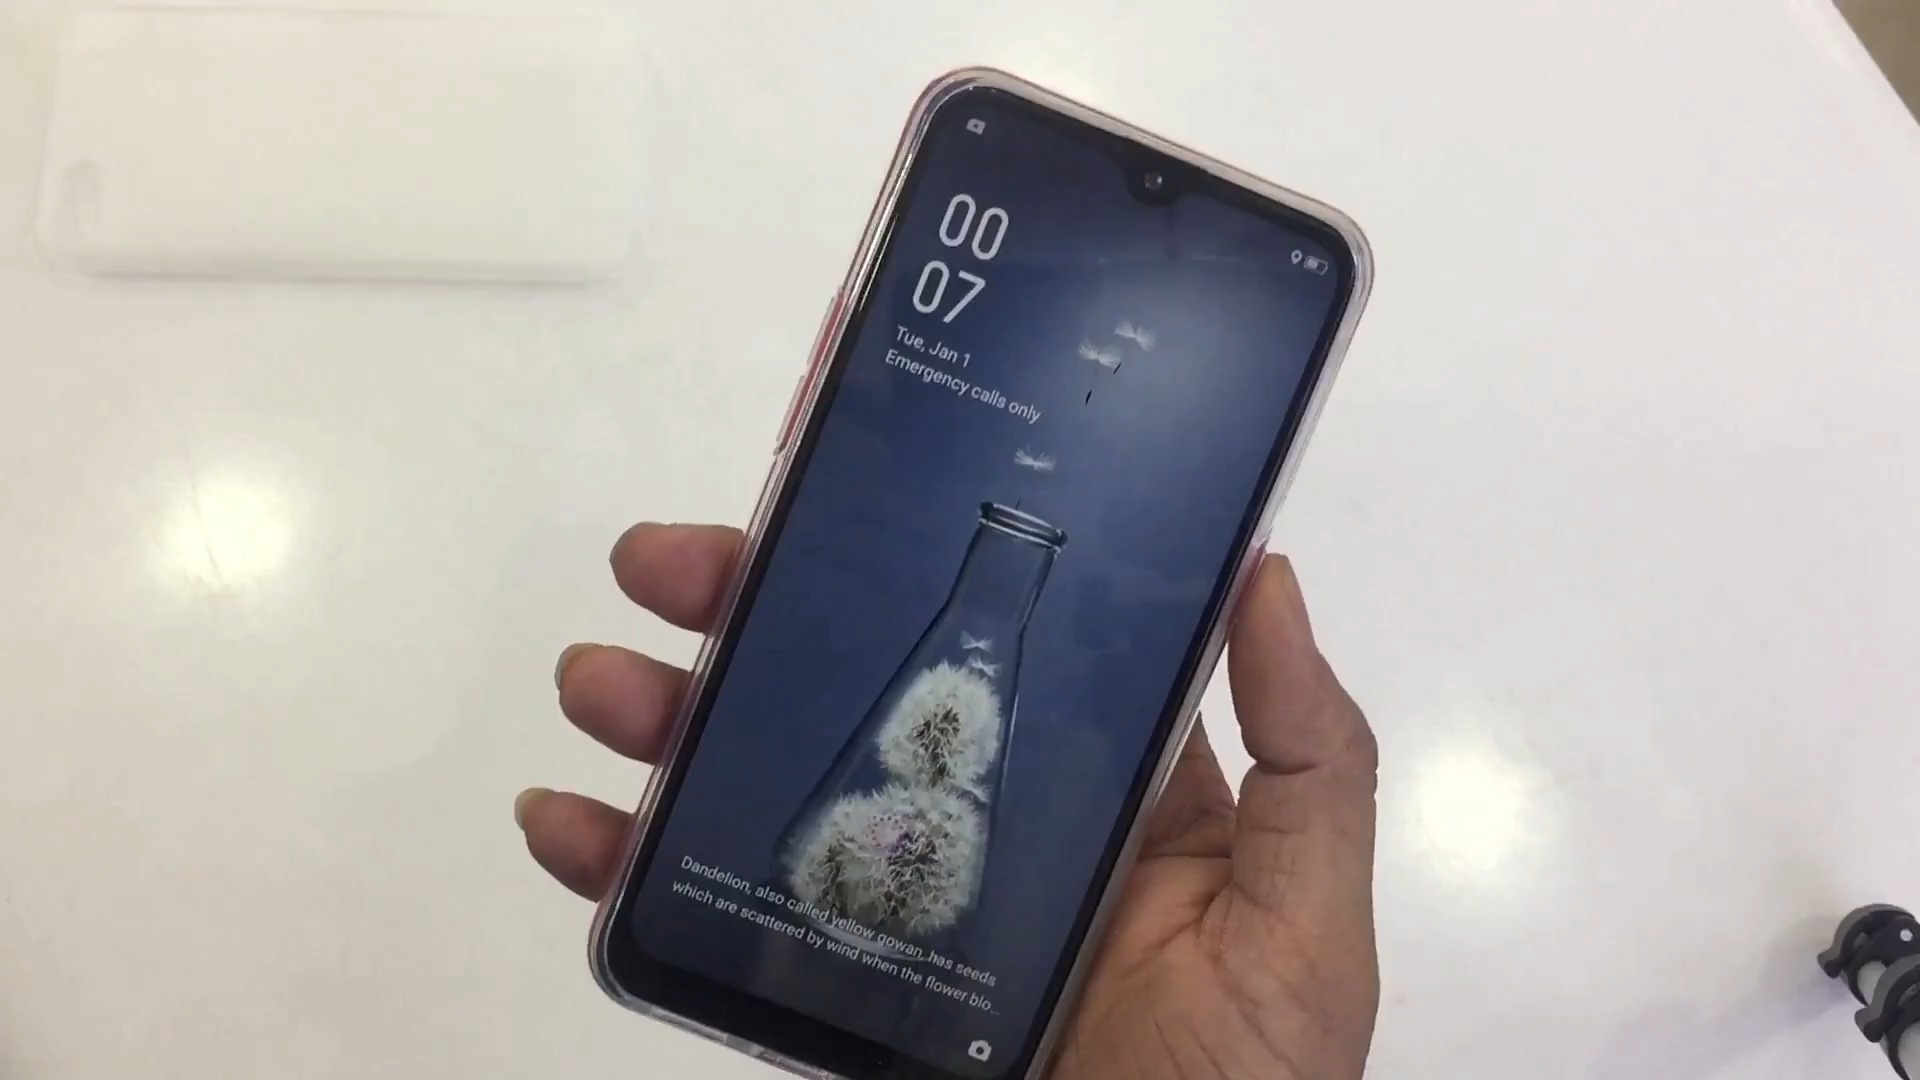 00
07
Tue, Jan 1
Emergency calls only
Dandelion, also called yellow gowan, has seeds
which are scattered by wind when the flower blo...